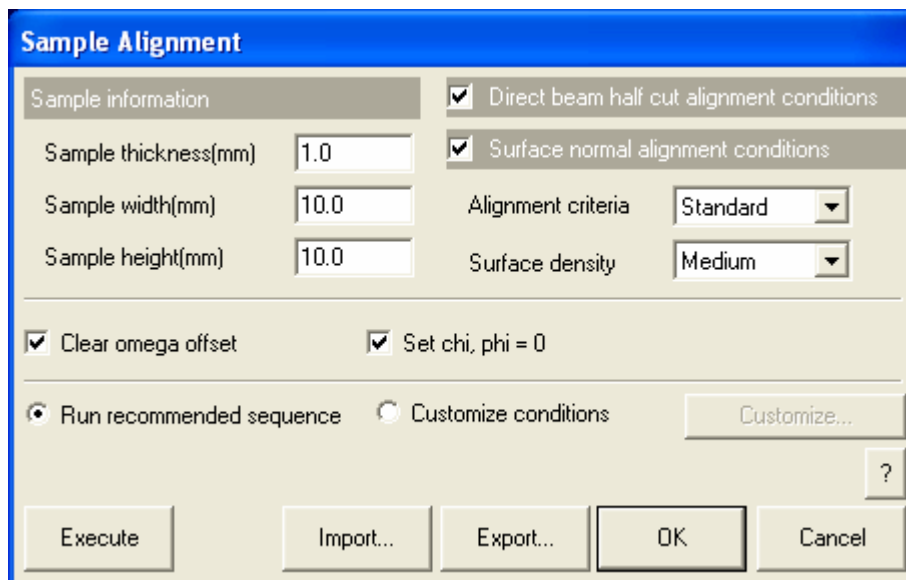 Sample Alignment
Sample information
Direct beam half cut alignment conditions
Sample thickness(mm) 1.0
Surface normal alignment conditions
Sample width(mm) 10.0
Alignment criteria Standard
Sample height(mm) 10.0
Surface density Medium
Clear omega offset Set chi, phi = 0
Run recommended sequence Customize conditions Customize...
?
Execute Import... Export... OK Cancel